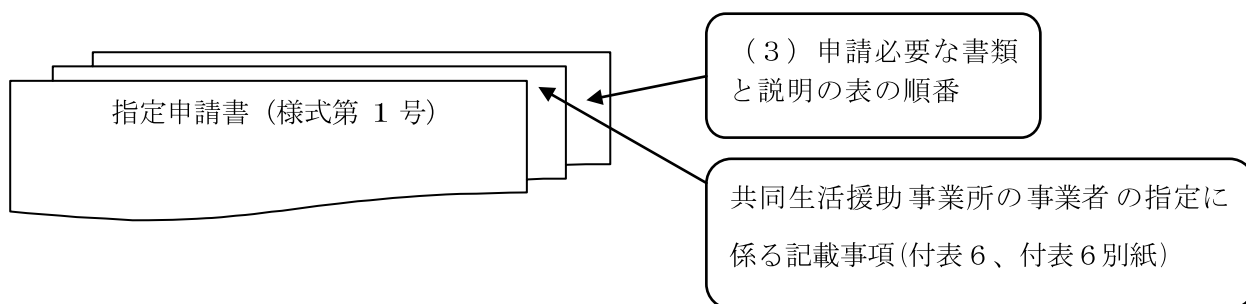 指定申請書（様式第 1 号）
（３）申請必要な書類
と説明の表の順番
共同生活援助事業所の事業者の指定に
係る記載事項（付表６、付表６別紙）